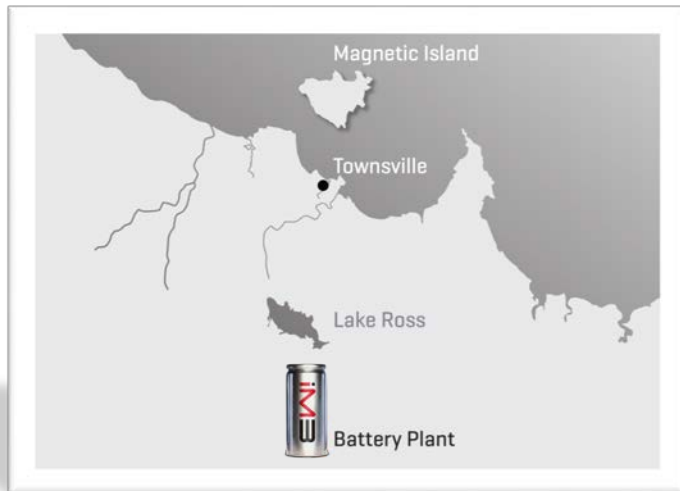 Magnetic Island
Townsville
Lake Ross
iM3
Battery Plant